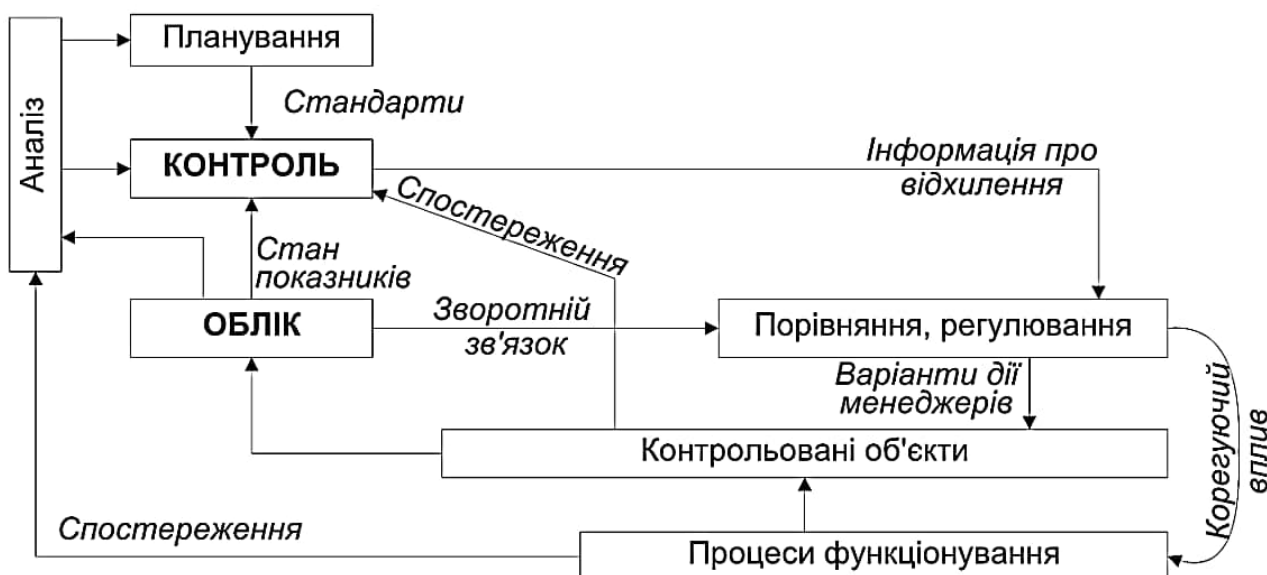 Планування
Аналіз
Стандарти
КОНТРОЛЬ
Інформація про
відхилення
Спостереження
Стан
показників
ОБЛІК
Зворотній
зв'язок
Порівняння, регулювання
Варіанти дії
менеджерів
Корегуючий
вплив
Контрольовані об'єкти
Спостереження
Процеси функціонування